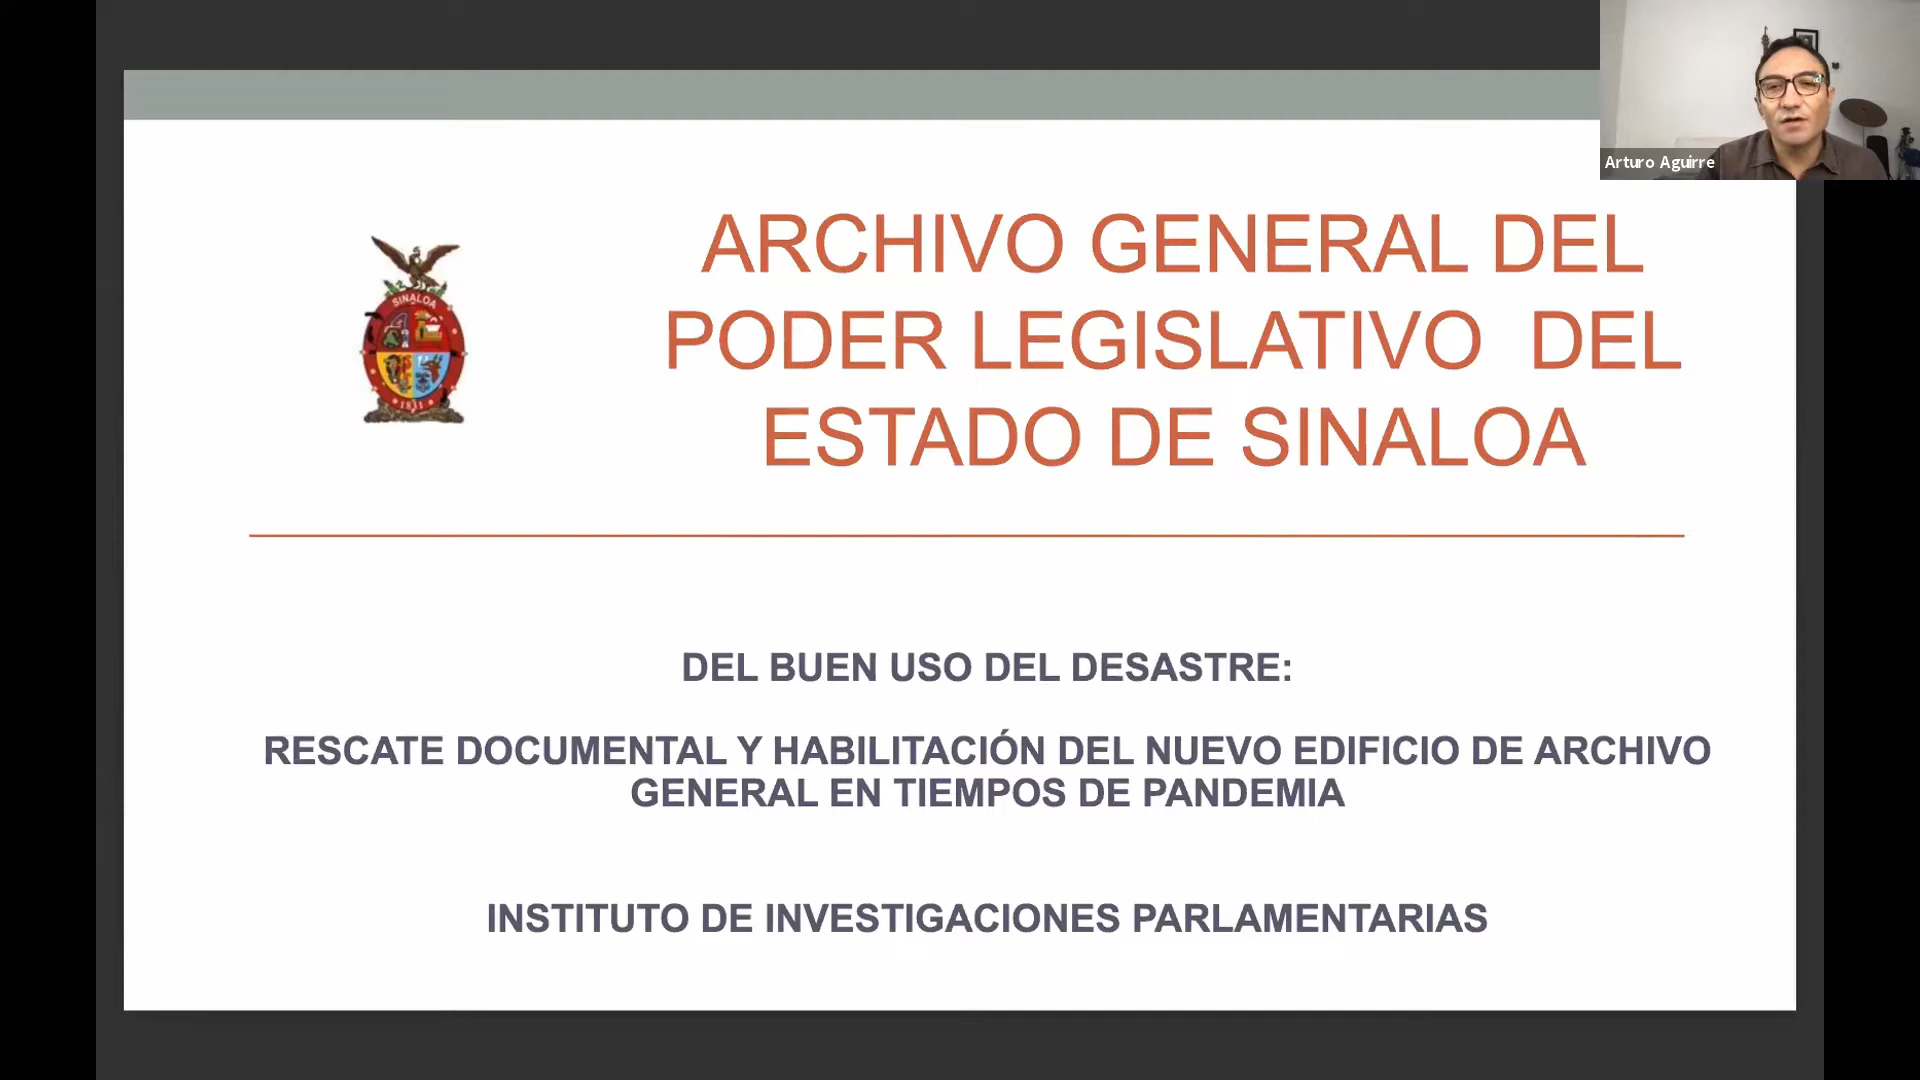 Arturo Aguirre
ARCHIVO GENERAL DEL
PODER LEGISLATIVO DEL
ESTADO DE SINALOA
SINALOA
1831
DEL BUEN USO DEL DESASTRE:
RESCATE DOCUMENTAL Y HABILITACIÓN DEL NUEVO EDIFICIO DE ARCHIVO
GENERAL EN TIEMPOS DE PANDEMIA
INSTITUTO DE INVESTIGACIONES PARLAMENTARIAS